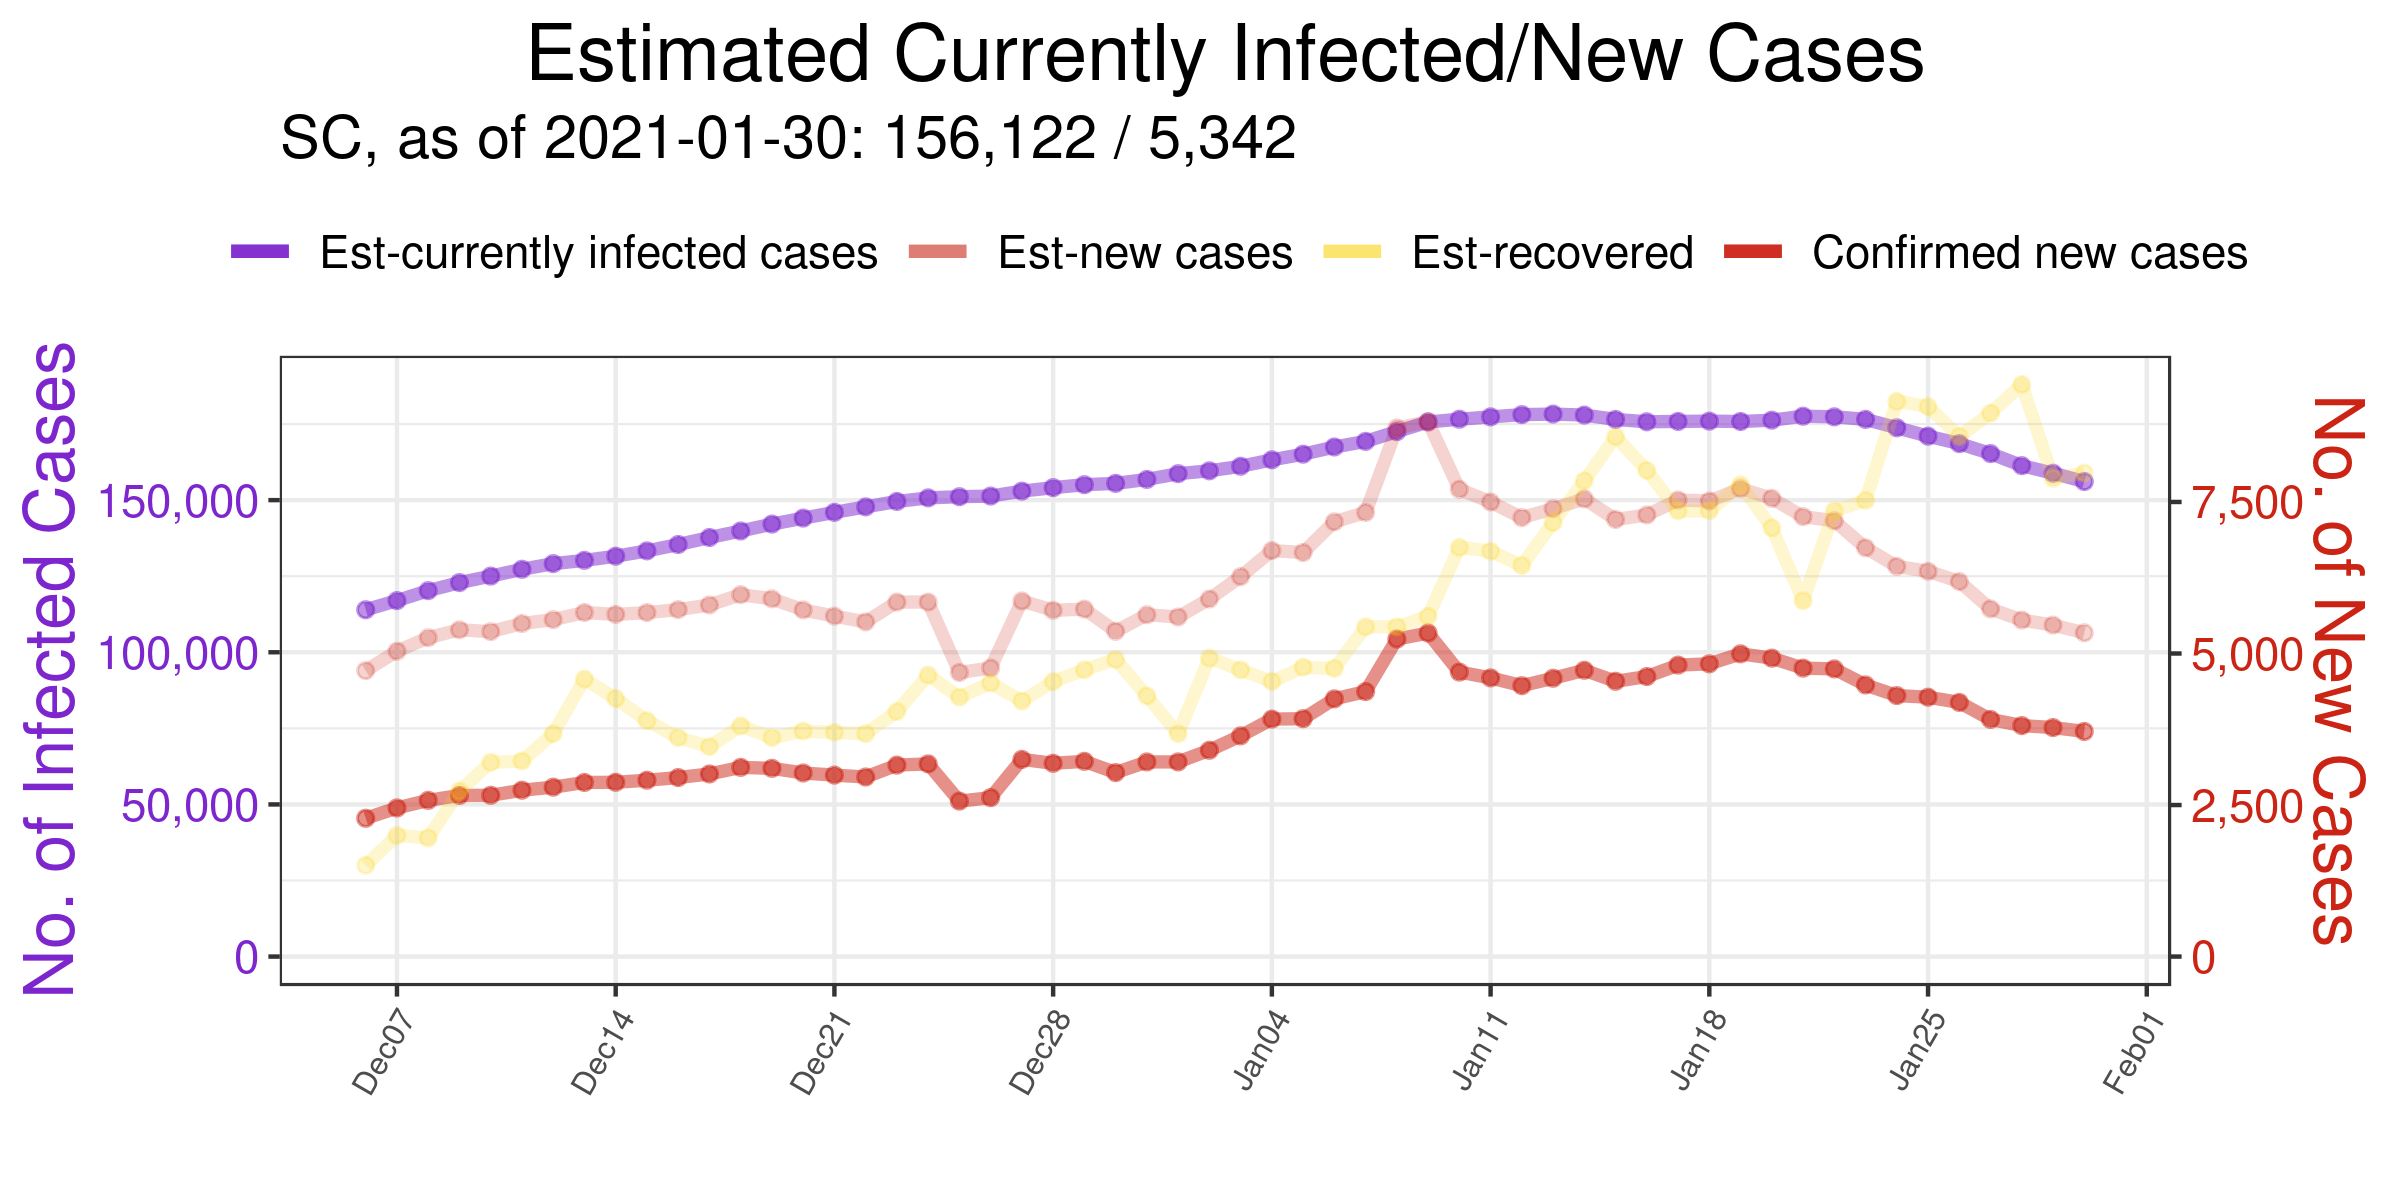 Estimated Currently Infected/New Cases
SC, as of 2021-01-30: 156,122 / 5,342
Est-currently infected cases Est-new cases Est-recovered Confirmed new cases
No. of Infected Cases
150,000
100,000
50,000
0
7,500
5,000
2,500
0
No. of New Cases
Dec07 Dec14 Dec21 Dec28 Jan04 Jan11 Jan18 Jan25 Feb01